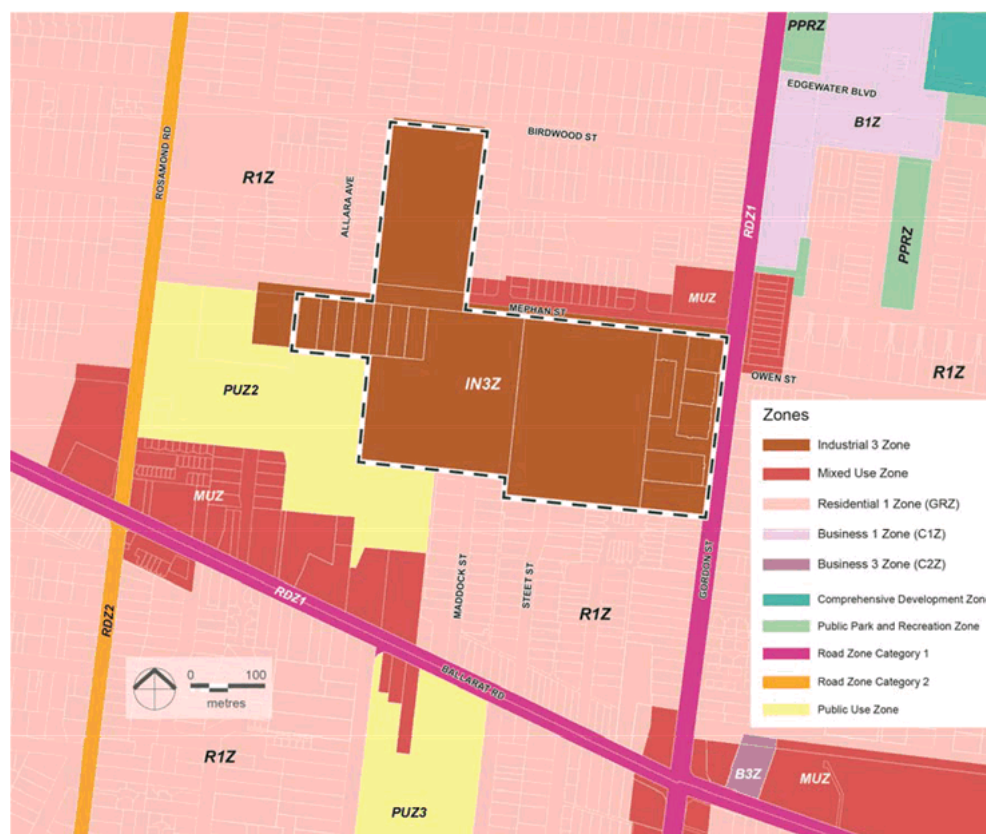 PPRZ
EDGEWATER BLVD
B1Z
BIRDWOOD ST
ROSAMOND RD
R1Z
ALLARA AVE
RDZ1
PPRZ
MUZ
MEPHAN ST
R1Z
OWEN ST
IN3Z
PUZ2
Zones
Industrial 3 Zone
Mixed Use Zone
Residential 1 Zone (GRZ)
Business 1 Zone (C1Z)
Business 3 Zone (C2Z)
Comprehensive Development Zone
Public Park and Recreation Zone
Road Zone Category 1
Road Zone Category 2
Public Use Zone
MUZ
GORDON ST
MADDOCK ST
STEET ST
RDZ1
R1Z
RDZ2
BALLARAT RD
0 100
metres
R1Z
B3Z
MUZ
PUZ3